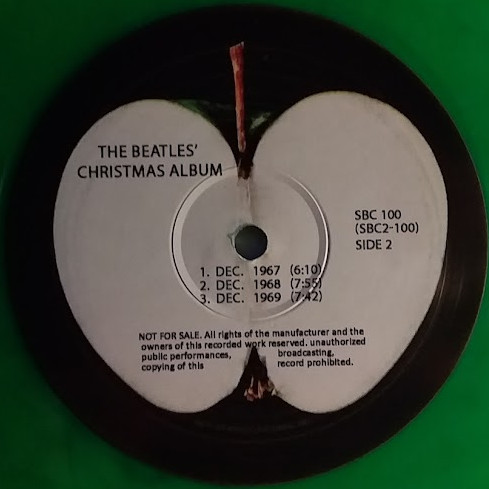 THE BEATLES'
CHRISTMAS ALBUM
SBC 100
(SBC2-100)
SIDE 2
1. DEC. 1967 (6:10)
2. DEC. 1968 (7:55)
3. DEC. 1969 (7:42)
NOT FOR SALE. All rights of the manufacturer and the
owners of this recorded work reserved. unauthorized
public performances, broadcasting,
copying of this record prohibited.